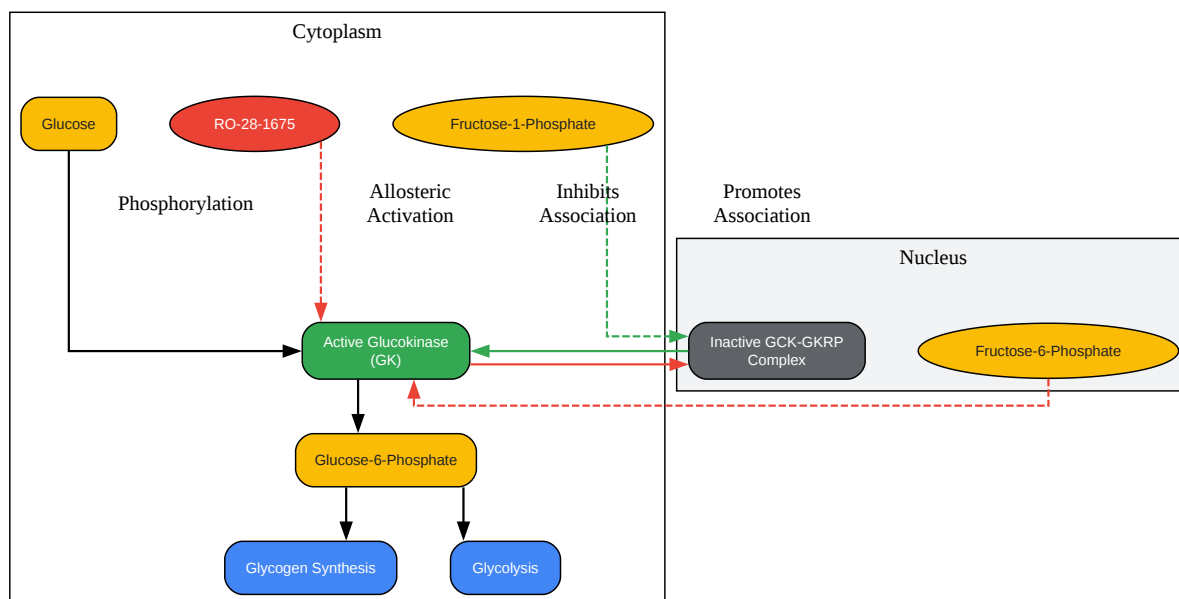 Cytoplasm
Glucose
RO-28-1675
Fructose-1-Phosphate
Phosphorylation
Allosteric
Activation
Inhibits
Association
Promotes
Association
Nucleus
Active Glucokinase
(GK)
Inactive GCK-GKRP
Complex
Fructose-6-Phosphate
Glucose-6-Phosphate
Glycogen Synthesis
Glycolysis